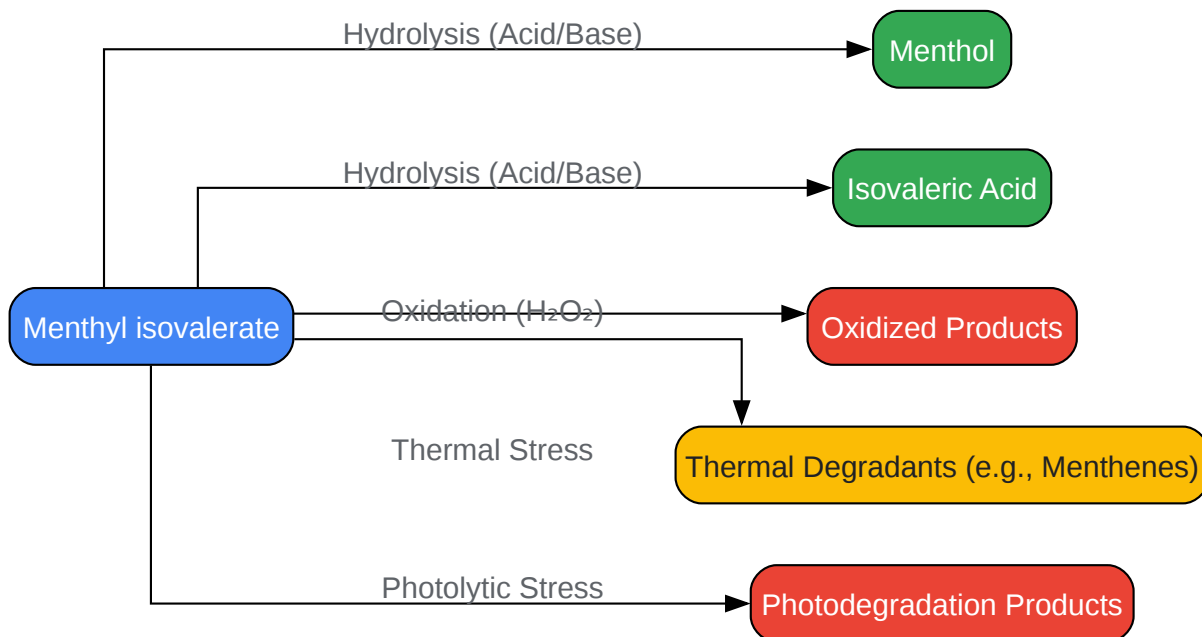 Hydrolysis (Acid/Base)
Menthol
Hydrolysis (Acid/Base)
Isovaleric Acid
Menthyl isovalerate
Oxidation (H₂O₂)
Oxidized Products
Thermal Stress
Thermal Degradants (e.g., Menthenes)
Photolytic Stress
Photodegradation Products